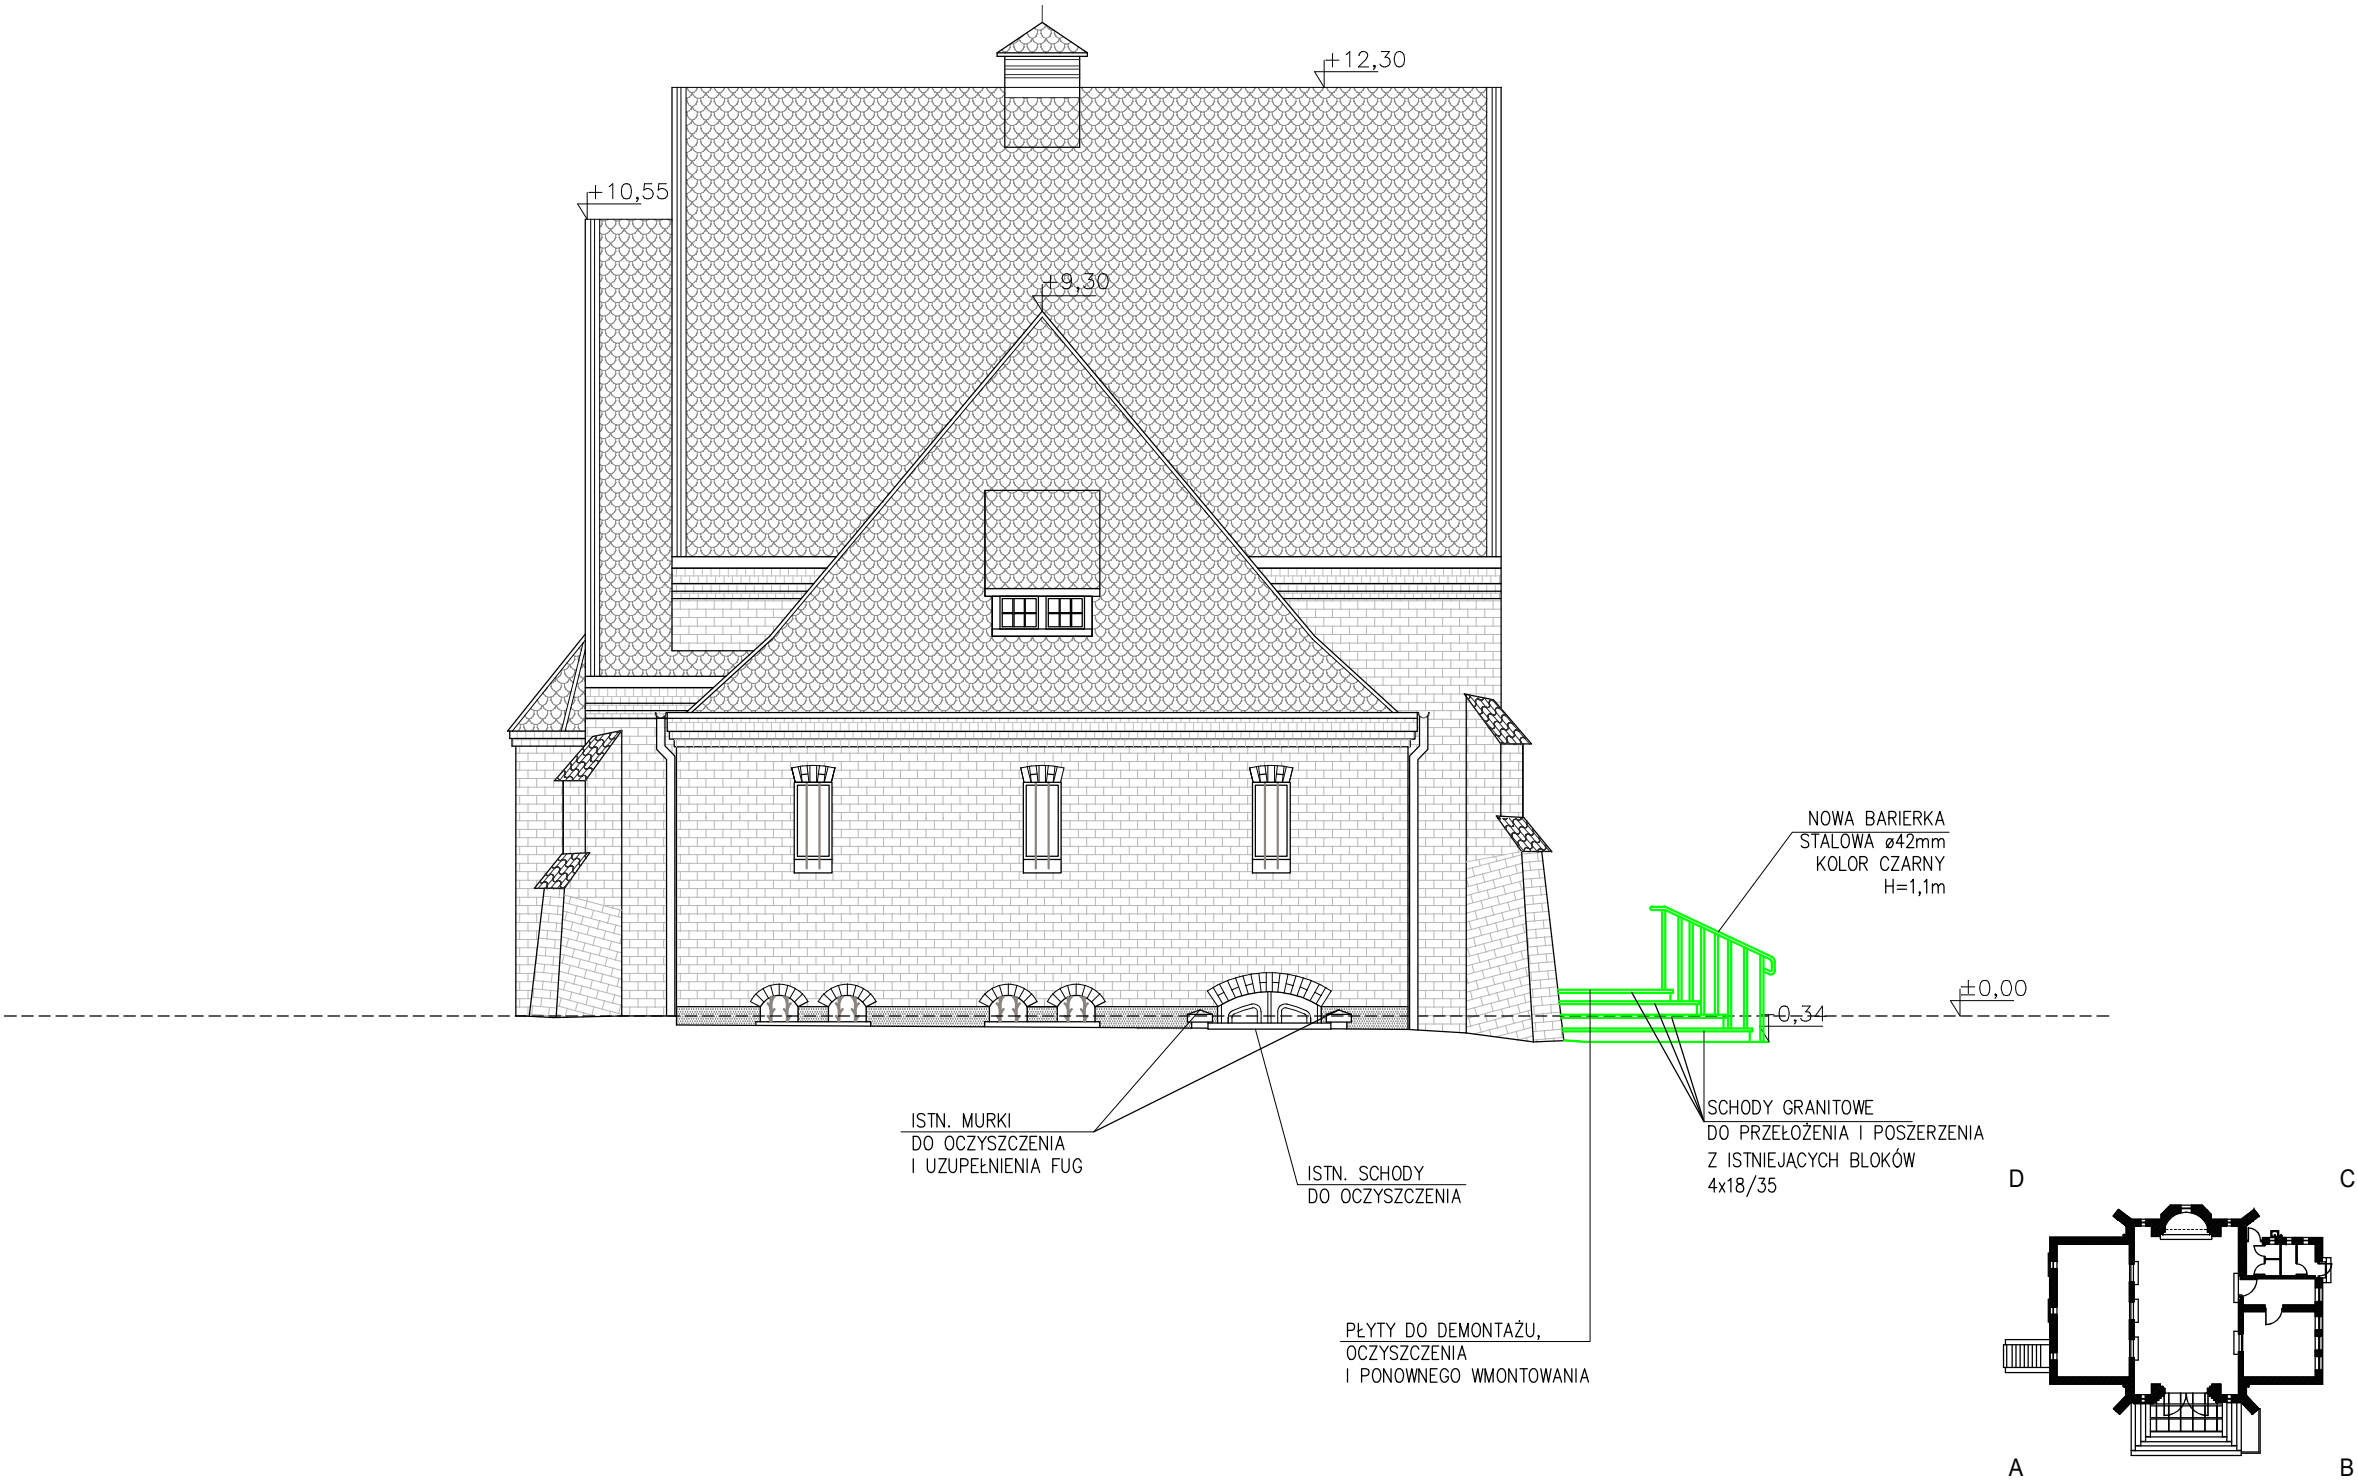 +12,30
+10,55
+9,30
NOWA BARIERKA
STALOWA ø42mm
KOLOR CZARNY
H=1,1m
±0,00
-0,34
ISTN. MURKI
DO OCZYSZCZENIA
I UZUPEŁNIENIA FUG
ISTN. SCHODY
DO OCZYSZCZENIA
SCHODY GRANITOWE
DO PRZEŁOŻENIA I POSZERZENIA
Z ISTNIEJĄCYCH BLOKÓW
4x18/35
PŁYTY DO DEMONTAŻU,
OCZYSZCZENIA
I PONOWNEGO WMONTOWANIA
D
C
A
B